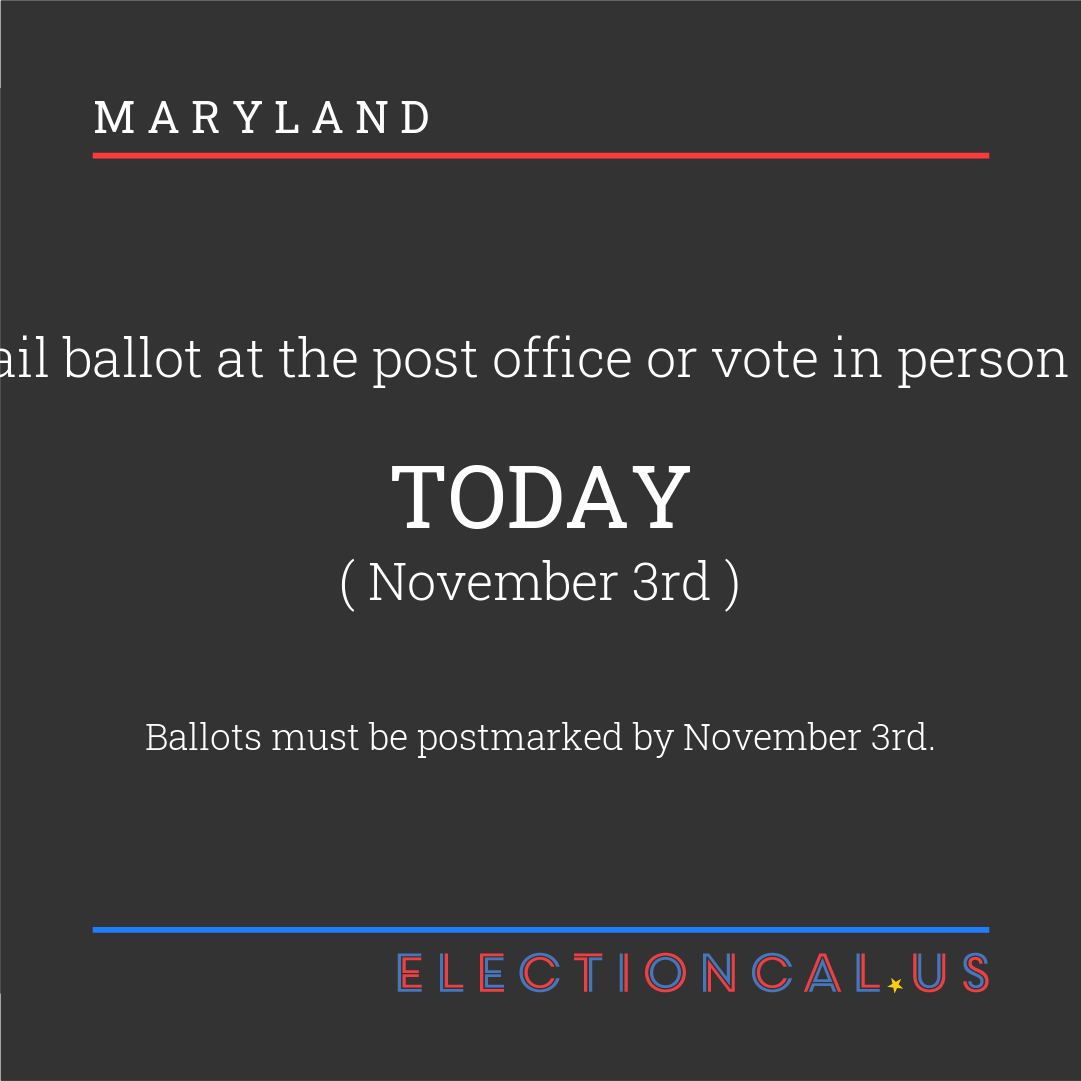 MARYLAND
ail ballot at the post office or vote in person
TODAY
( November 3rd )
Ballots must be postmarked by November 3rd.
ELECTIONCAL.US